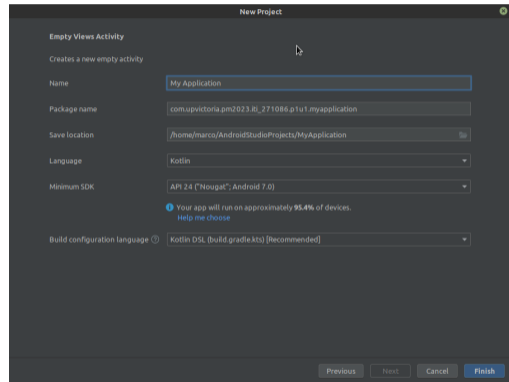 New Project
Empty Views Activity
Creates a new empty activity
Name My Application
Package name com.upvictoria.pm2023.iti_271086.p1u1.myapplication
Save location /home/marco/AndroidStudioProjects/MyApplication
Language Kotlin
Minimum SDK API 24 ("Nougat"; Android 7.0)
Your app will run on approximately 95.4% of devices.
Help me choose
Build configuration language Kotlin DSL (build.gradle.kts) [Recommended]
Previous Next Cancel Finish